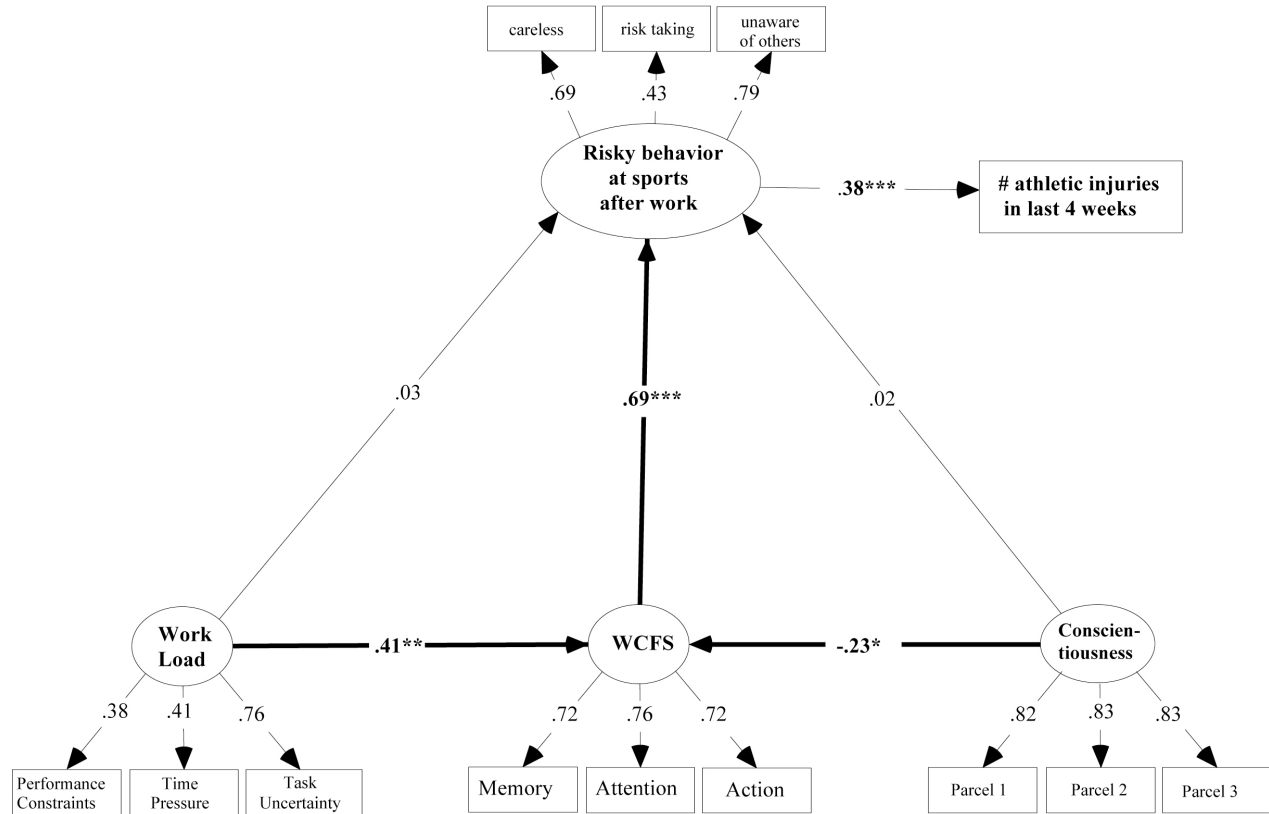 careless
risk taking
unaware
of others
.69
.43
.79
Risky behavior
at sports
after work
.38***
# athletic injuries
in last 4 weeks
.03
.69***
.02
Work
Load
.41**
WCFS
-.23*
Conscien-
tiousness
.38
.41
.76
.72
.76
.72
.82
.83
.83
Performance
Constraints
Time
Pressure
Task
Uncertainty
Memory
Attention
Action
Parcel 1
Parcel 2
Parcel 3